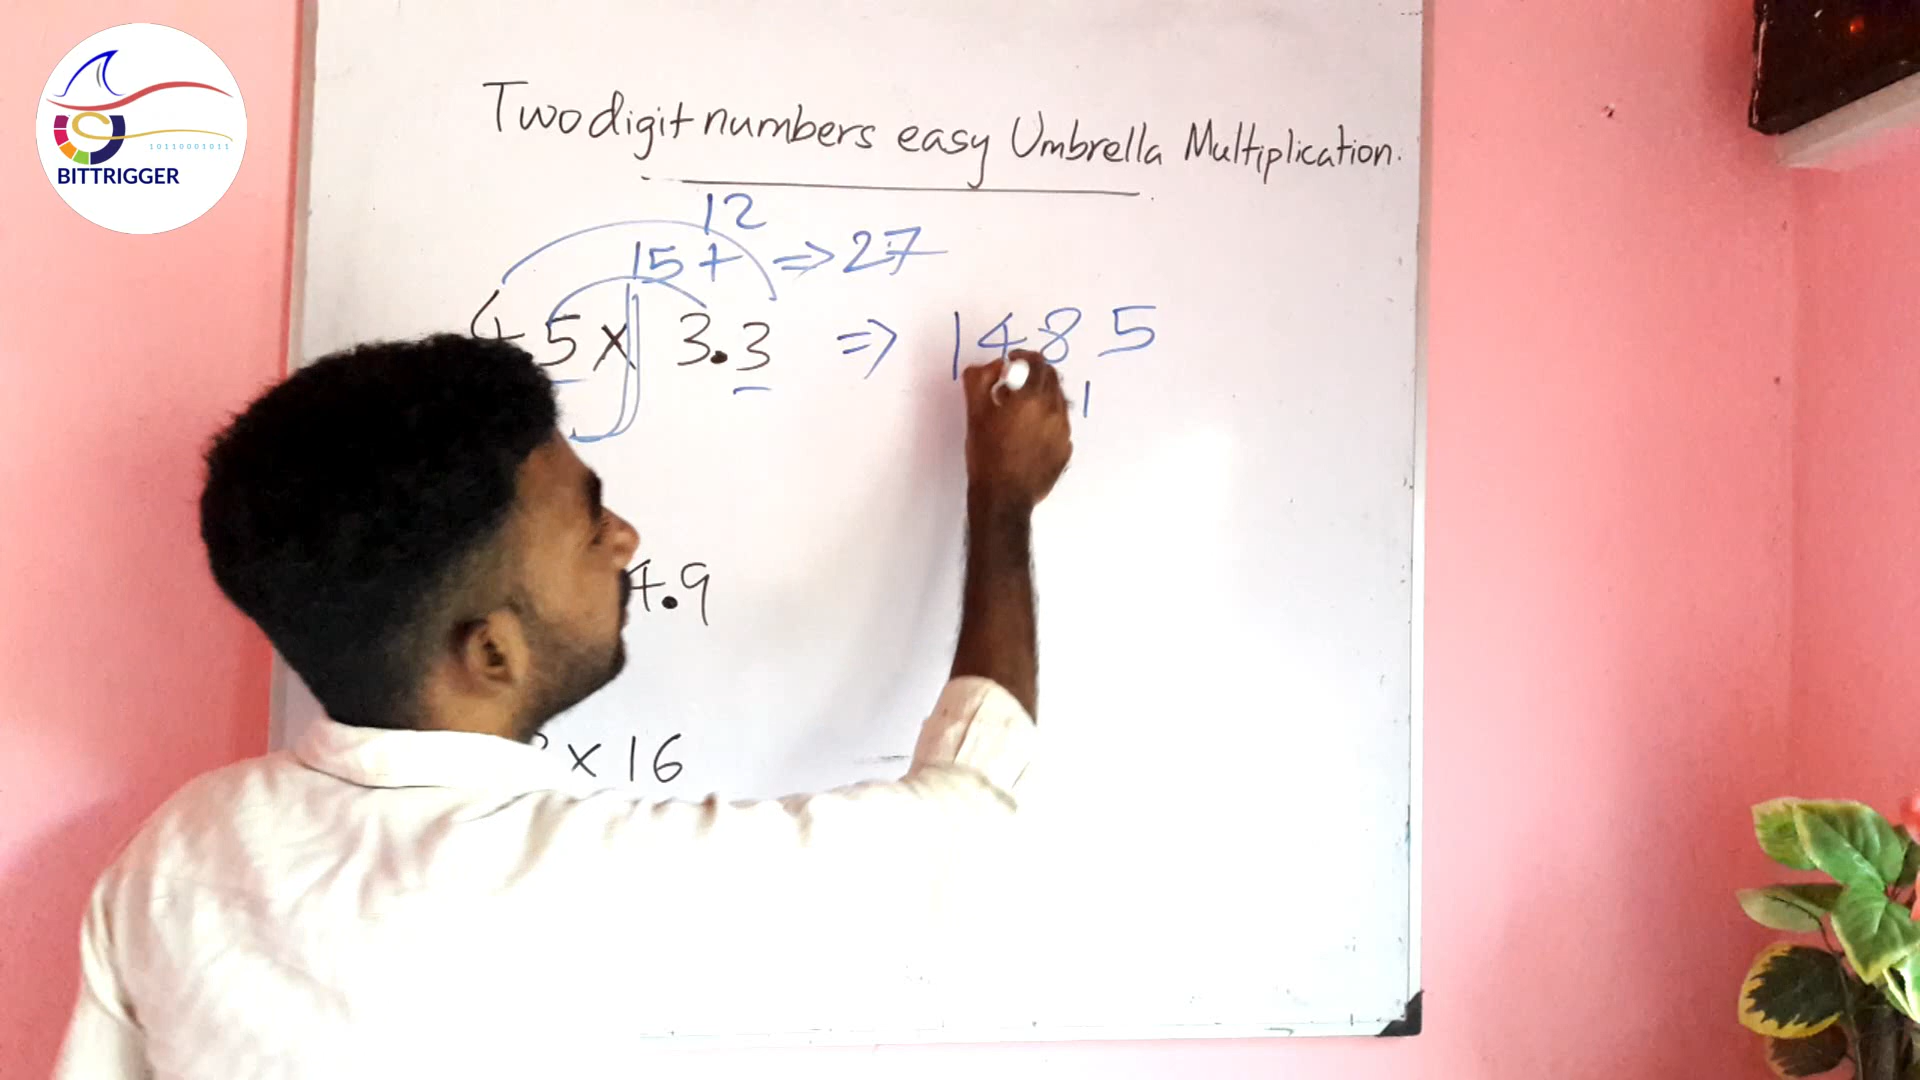 10110001011
BITTRIGGER
Two digit numbers easy Umbrella Multiplication.
12
15 + ⇒ 27
45 x 3.3 ⇒ 1485
1
4.9
x 16